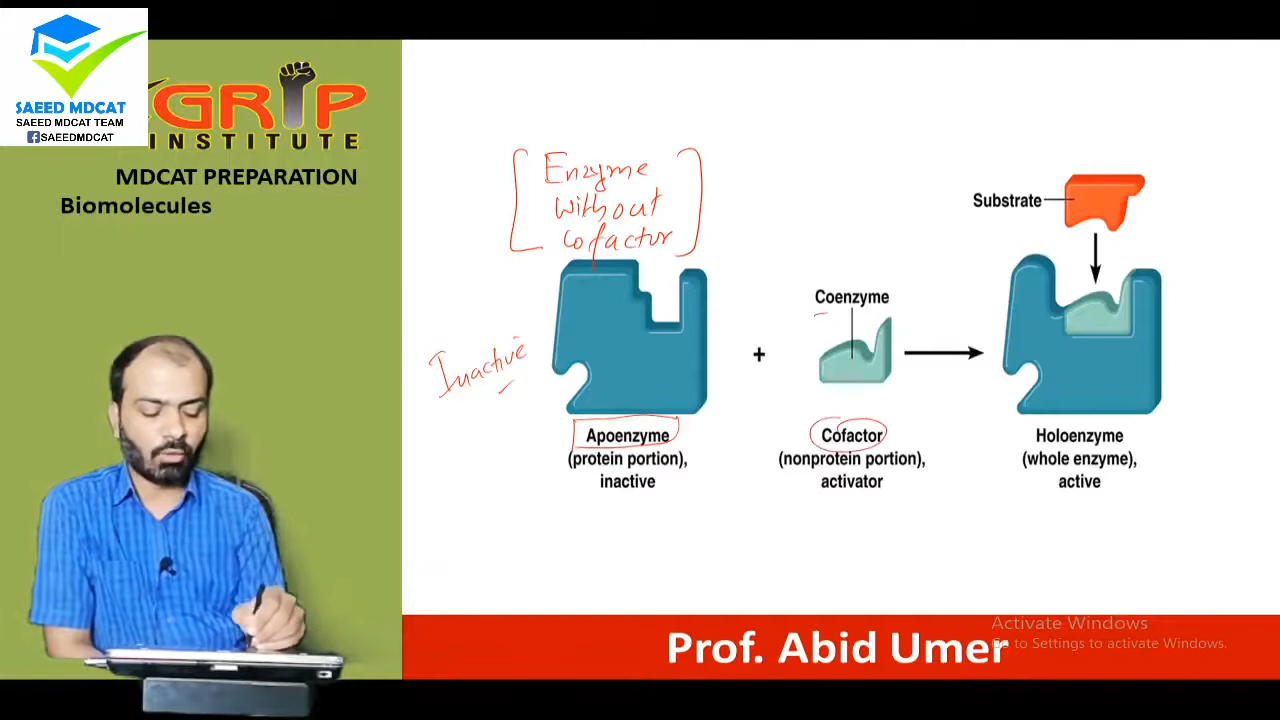 SAEED MDCAT
SAEED MDCAT TEAM
SAEEDMDCAT
GRIP
INSTITUTE
MDCAT PREPARATION
Biomolecules
[Enzyme
Without
Cofactor]
Inactive
Substrate
Coenzyme
+
Apoenzyme
(protein portion),
inactive
Cofactor
(nonprotein portion),
activator
Holoenzyme
(whole enzyme),
active
Activate Windows
Go to Settings to activate Windows.
Prof. Abid Umer